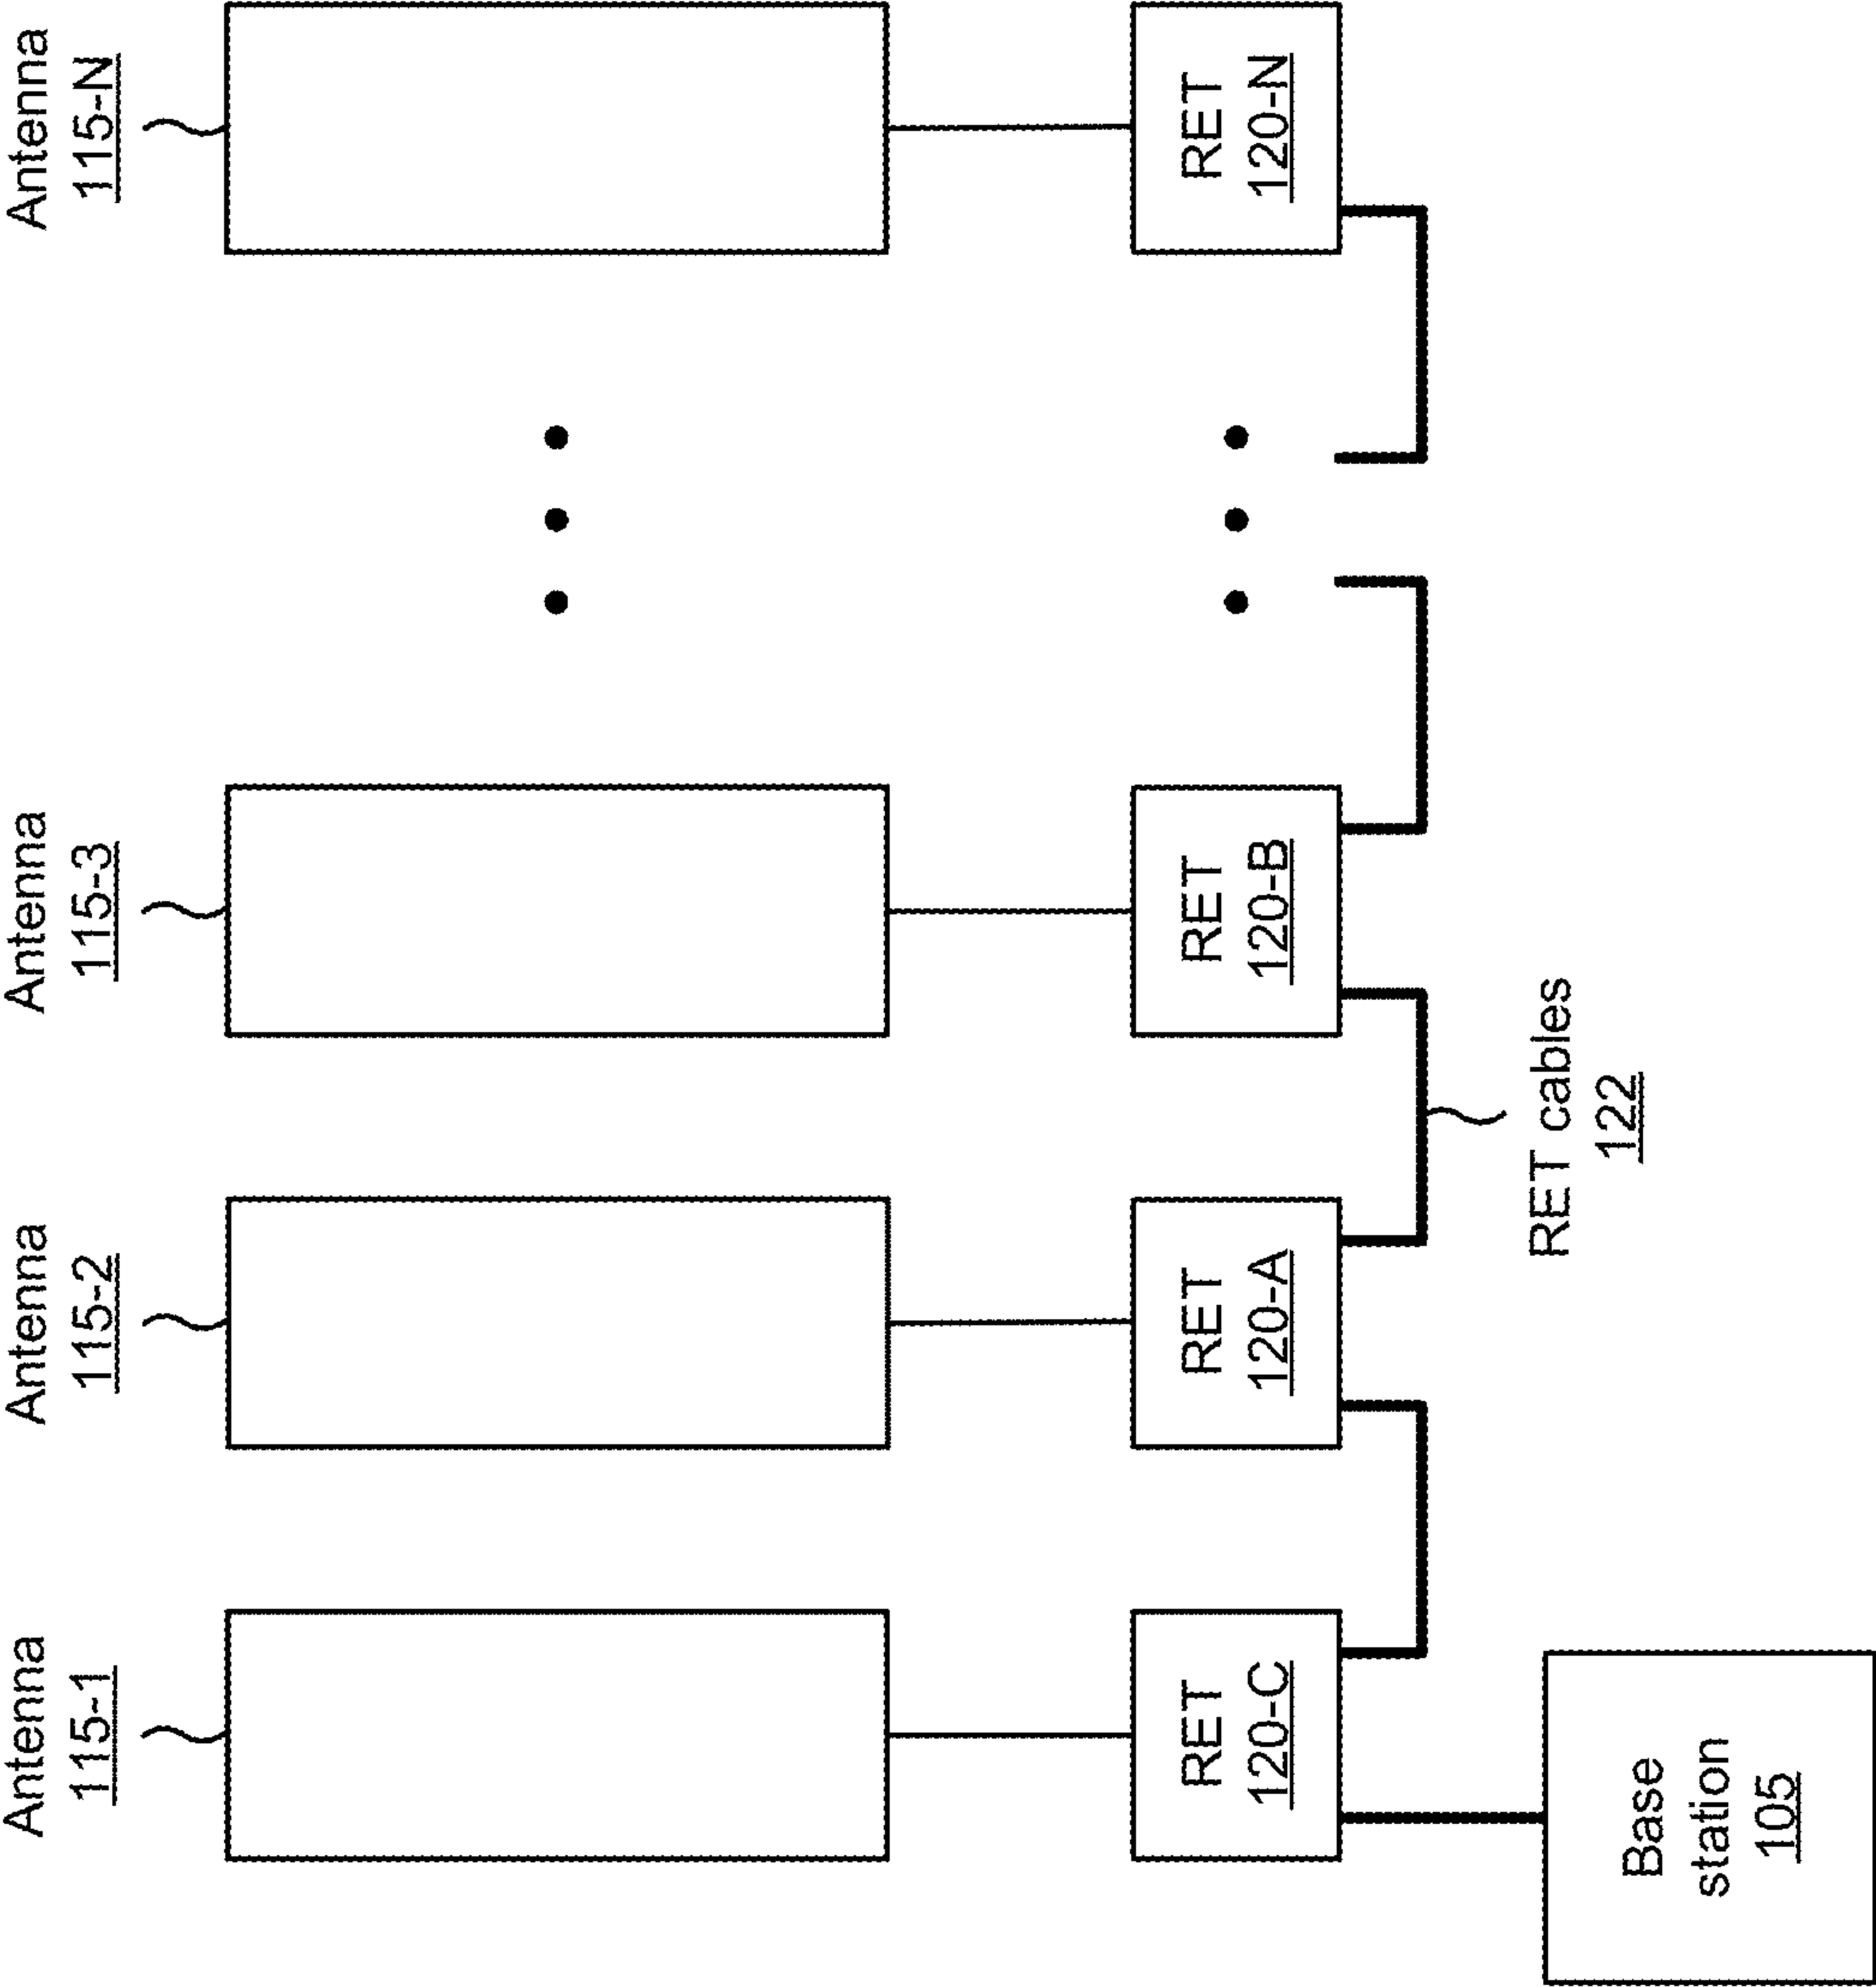 Antenna
115-1
Antenna
115-2
Antenna
115-3
Antenna
115-N
RET
120-C
RET
120-A
RET
120-B
RET
120-N
RET cables
122
Base
station
105